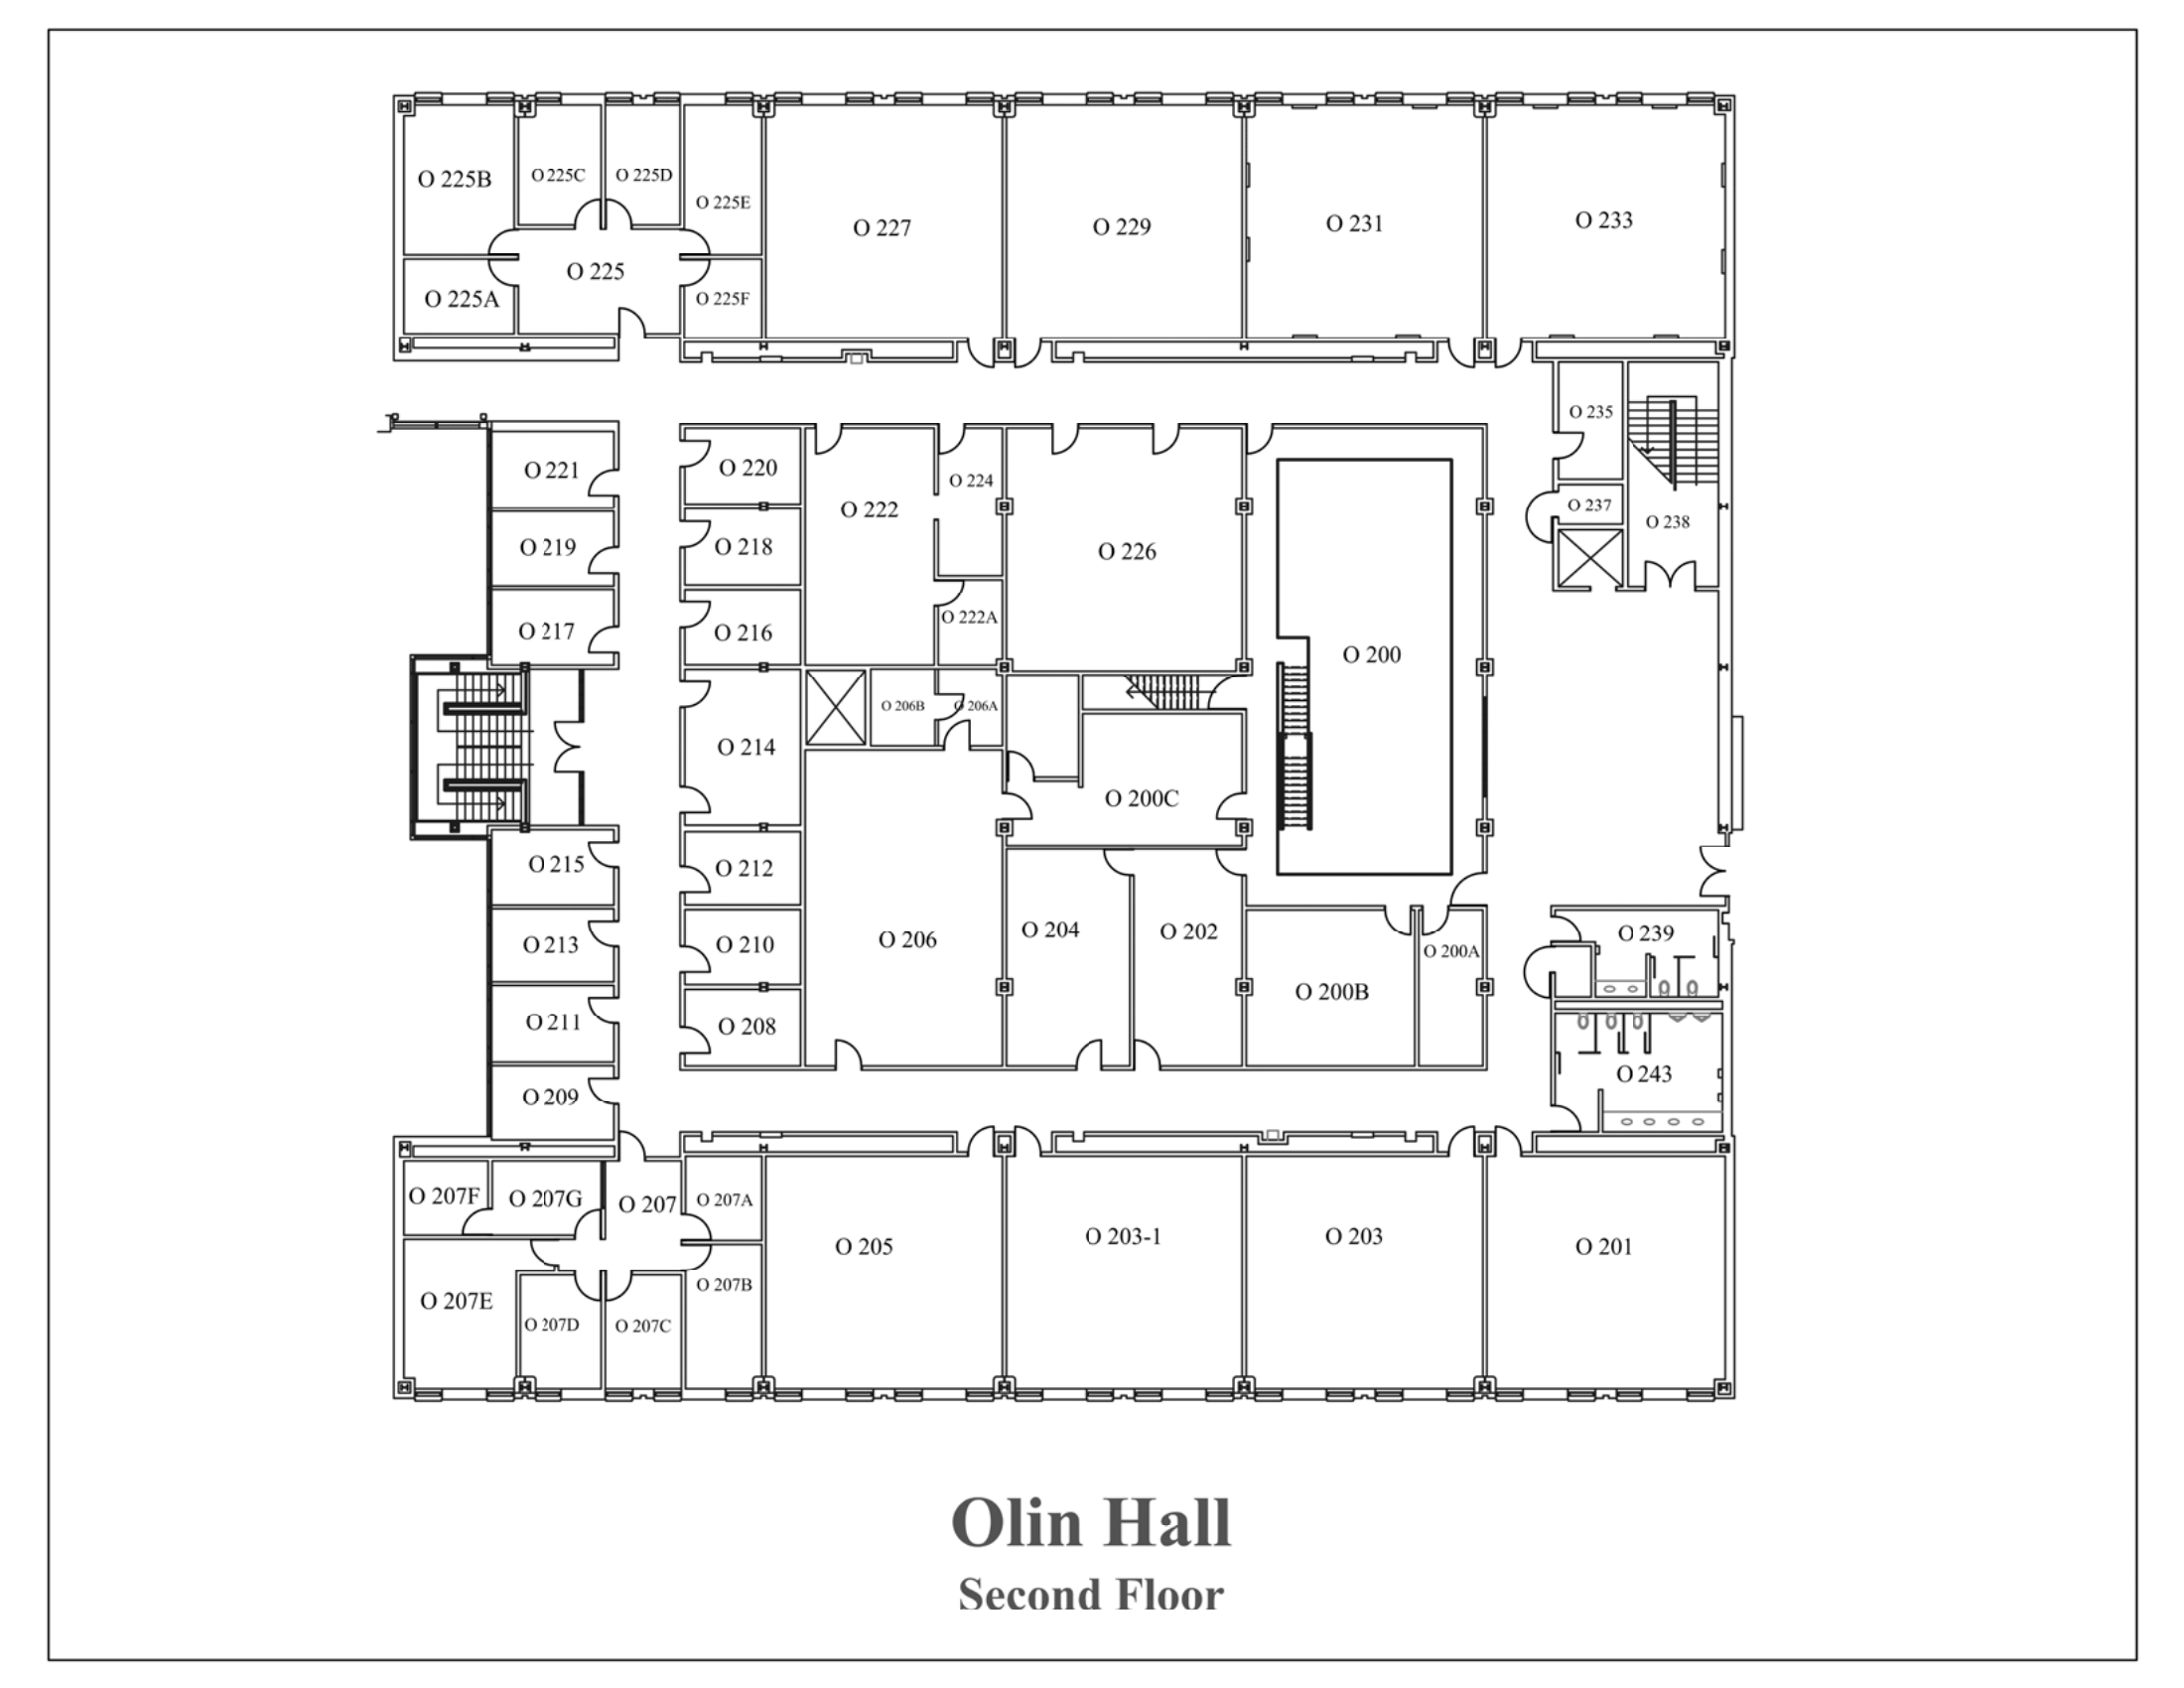 O 225B
O 225C
O 225D
O 225E
O 227
O 229
O 231
O 233
O 225
O 225A
O 225F
O 235
O 221
O 220
O 222
O 224
O 237
O 238
O 219
O 218
O 226
O 217
O 216
O 222A
O 200
O 206B
O 206A
O 214
O 200C
O 215
O 212
O 213
O 210
O 206
O 204
O 202
O 200A
O 239
O 211
O 208
O 200B
O 209
O 243
O 207F
O 207G
O 207
O 207A
O 205
O 203-1
O 203
O 201
O 207E
O 207D
O 207C
O 207B
Olin Hall
Second Floor